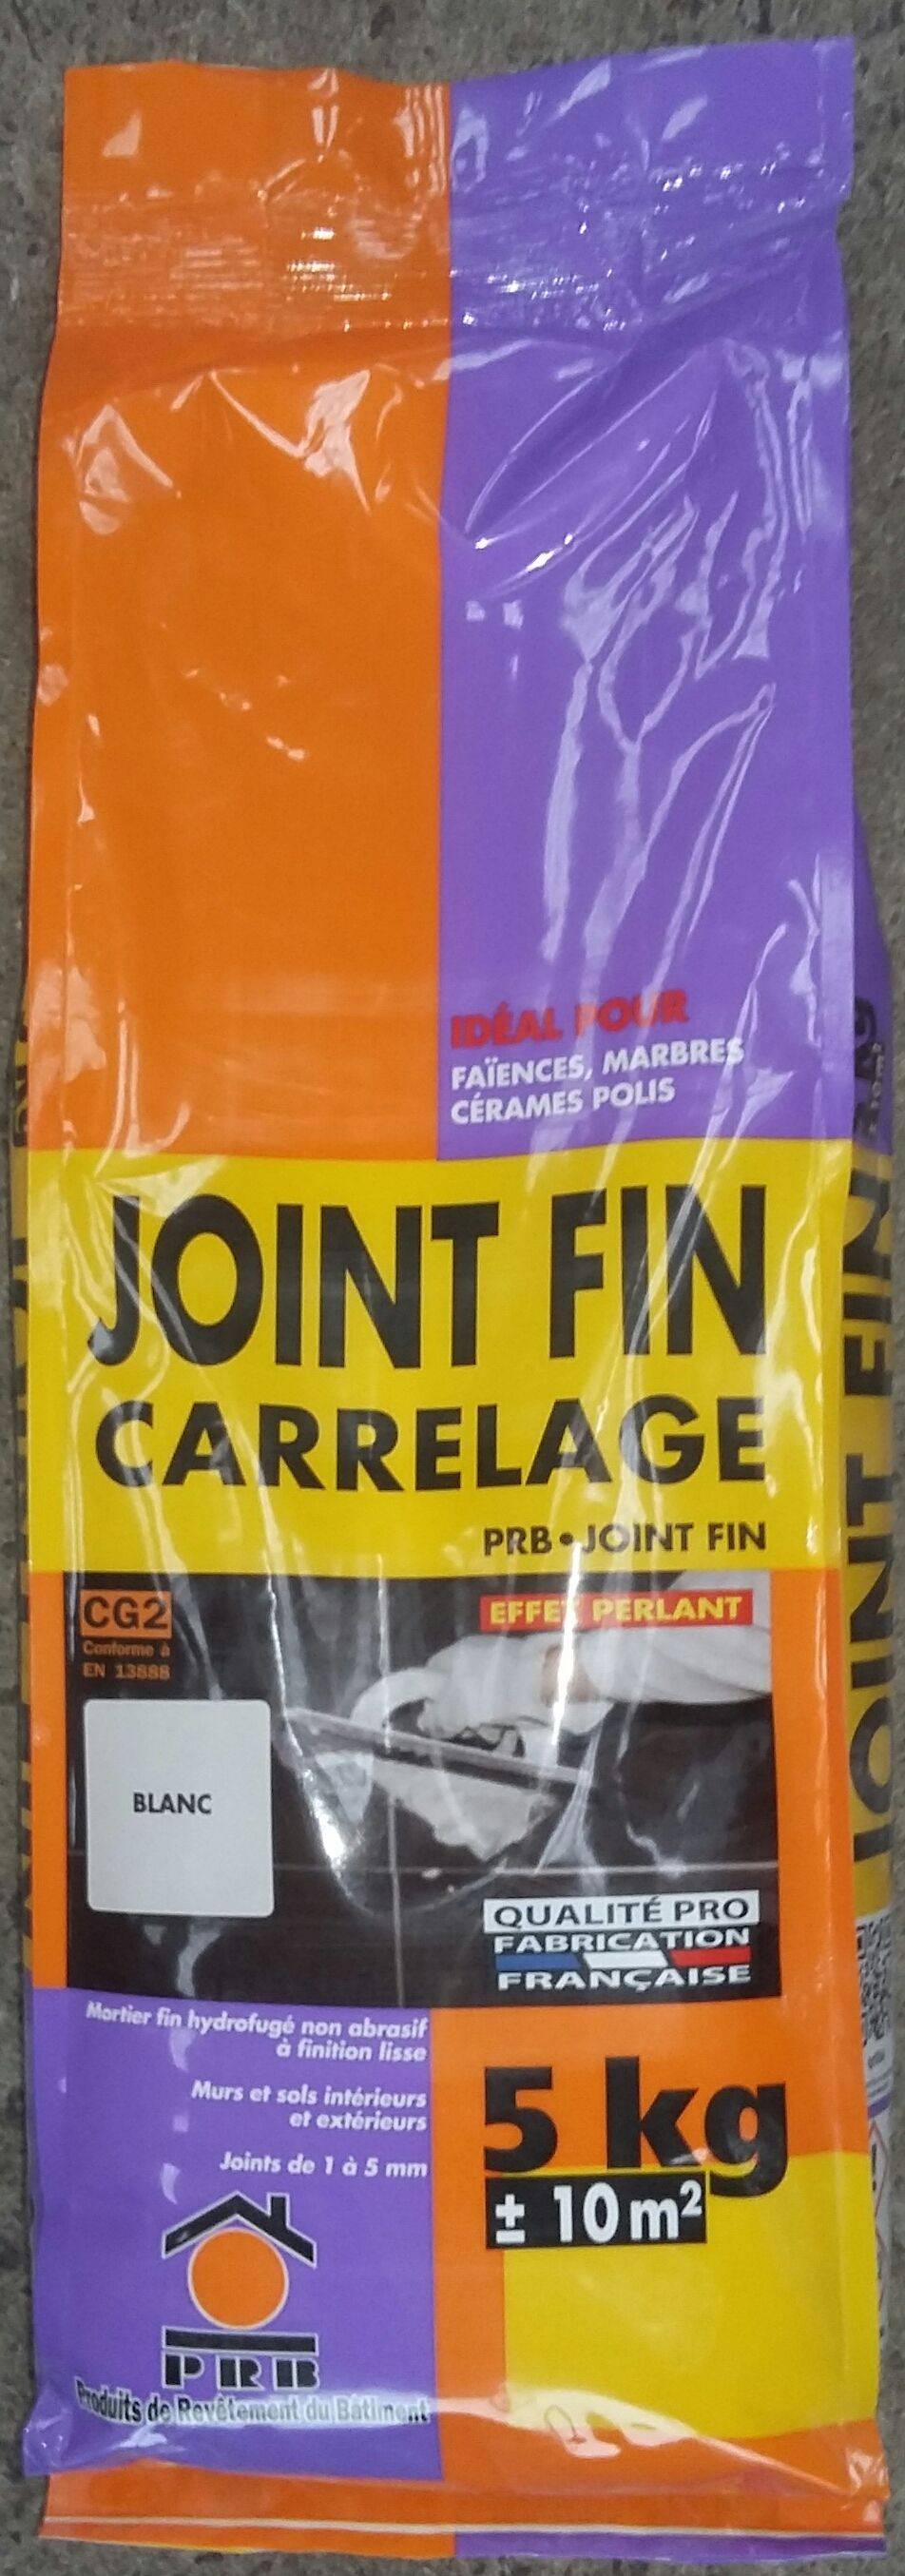 IDÉAL POUR
FAÏENCES, MARBRES
CÉRAMES POLIS
JOINT FIN
CARRELAGE
PRB • JOINT FIN
CG2
Conforme à
EN 13888
EFFET PERLANT
BLANC
QUALITÉ PRO
FABRICATION
FRANÇAISE
Mortier fin hydrofugé non abrasif
à finition lisse
Murs et sols intérieurs
et extérieurs
Joints de 1 à 5 mm
5 kg
± 10 m²
PRB
Produits de Revêtement du Bâtiment
JOINT FIN